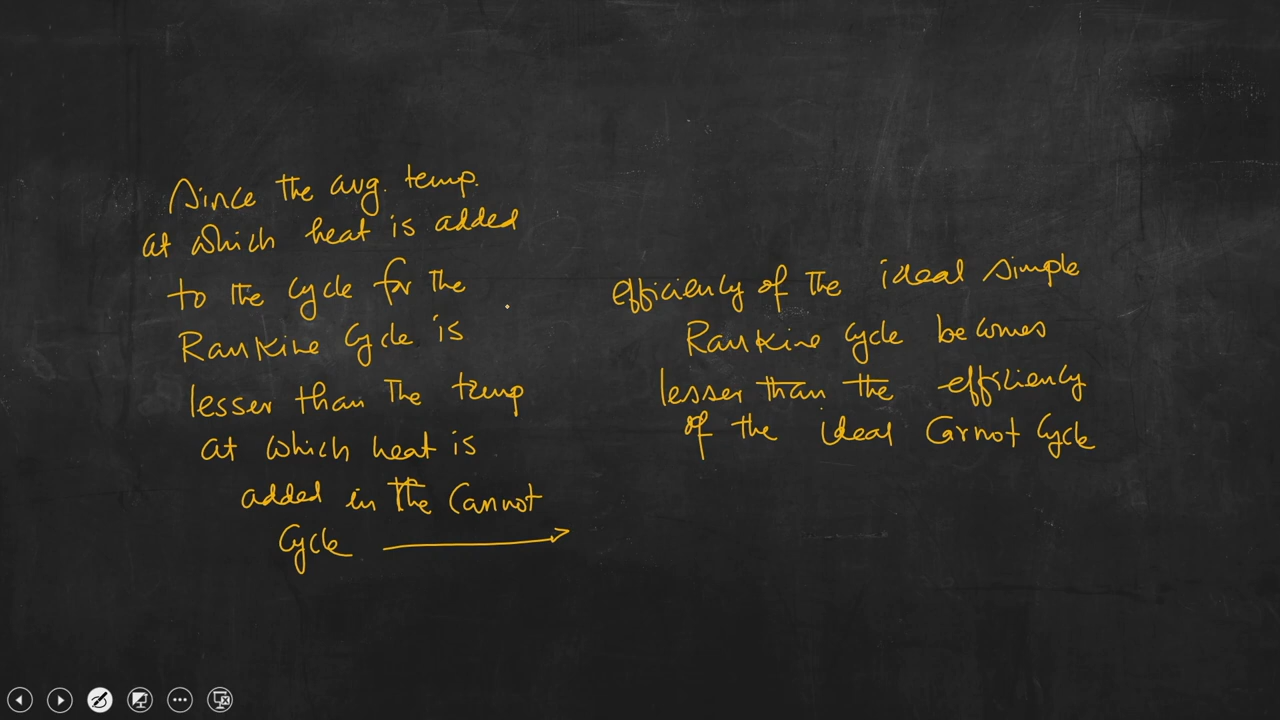 Since the avg. temp.
at which heat is added
to the cycle for the
Rankine Cycle is
lesser than The temp
at which heat is
added in The Cannot
Cycle
efficiency of The ideal simple
Rankine cycle becomes
lesser than the efficiency
of the ideal Carnot Cycle